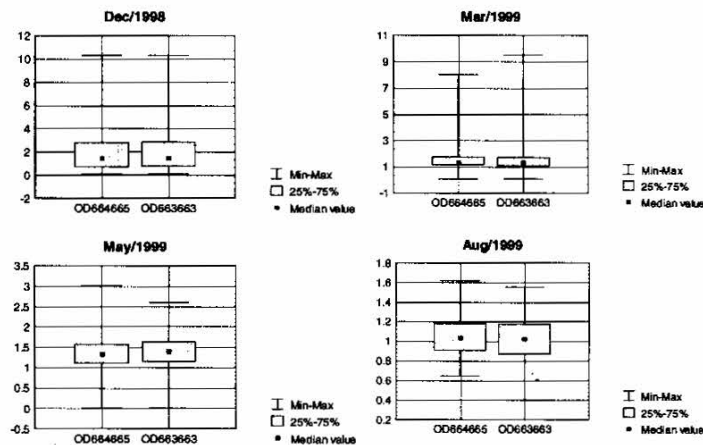 Dec/1998
12
10
8
6
4
2
0
-2
OD664665 OD663663
Min-Max
25%-75%
Median value
Mar/1999
11
9
7
5
3
1
-1
OD664665 OD663663
Min-Max
25%-75%
Median value
May/1999
3.5
3
2.5
2
1.5
1
0.5
0
-0.5
OD664665 OD663663
Min-Max
25%-75%
Median value
Aug/1999
1.8
1.6
1.4
1.2
1
0.8
0.6
0.4
0.2
OD664665 OD663663
Min-Max
25%-75%
Median value